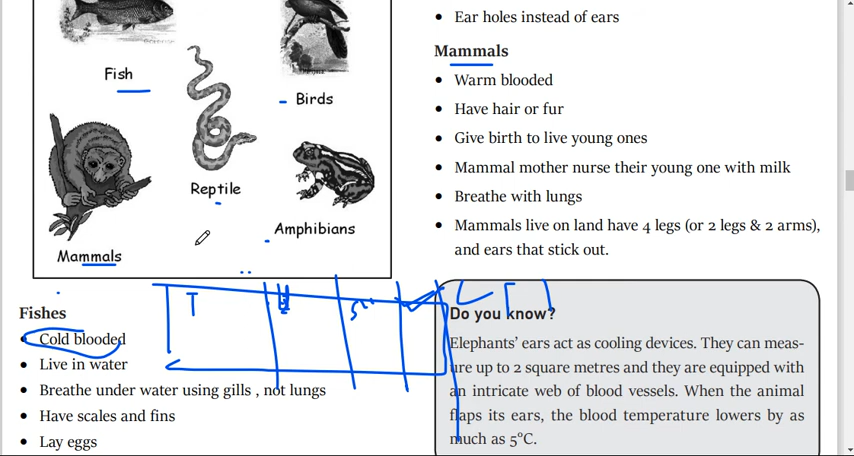 Fish
Birds
Reptile
Amphibians
Mammals
Fishes
• Cold blooded
• Live in water
• Breathe under water using gills , not lungs
• Have scales and fins
• Lay eggs
• Ear holes instead of ears
Mammals
• Warm blooded
• Have hair or fur
• Give birth to live young ones
• Mammal mother nurse their young one with milk
• Breathe with lungs
• Mammals live on land have 4 legs (or 2 legs & 2 arms),
and ears that stick out.
Do you know?
Elephants' ears act as cooling devices. They can meas-
ure up to 2 square metres and they are equipped with
an intricate web of blood vessels. When the animal
flaps its ears, the blood temperature lowers by as
much as 5°C.
T